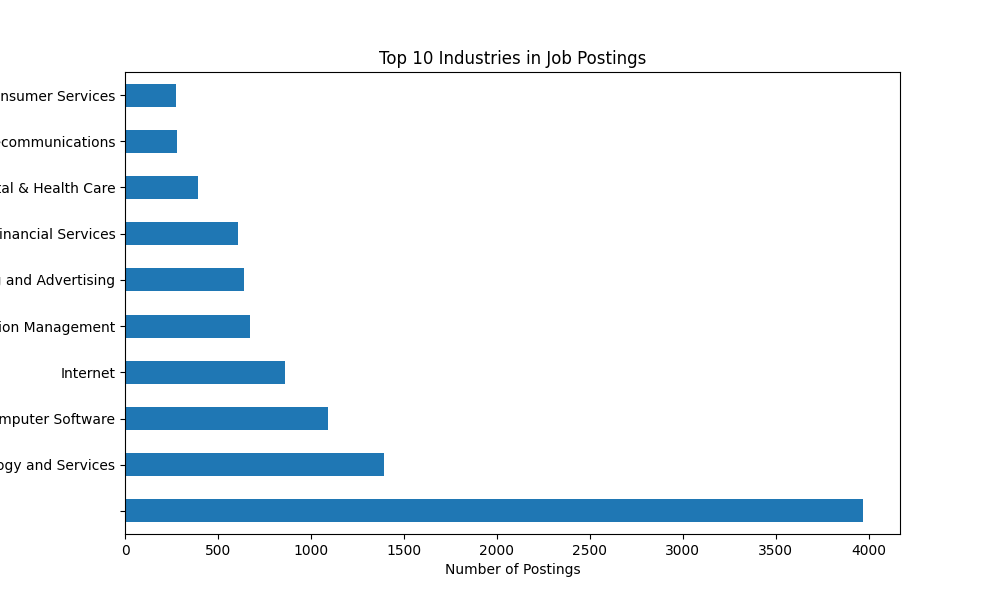 Top 10 Industries in Job Postings
nsumer Services
communications
tal & Health Care
inancial Services
and Advertising
ion Management
Internet
mputer Software
ogy and Services
0 500 1000 1500 2000 2500 3000 3500 4000
Number of Postings